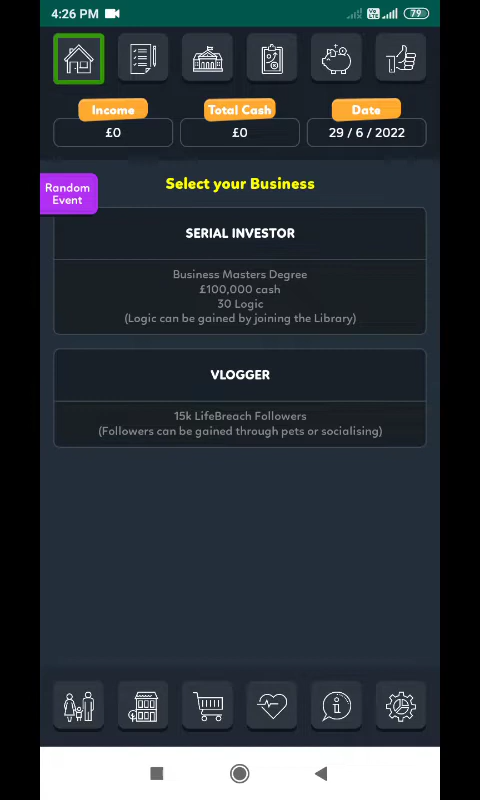 4:26 PM
Vo
LTE
79
Income
Total Cash
Date
£0
£0
29 / 6 / 2022
Random
Event
Select your Business
SERIAL INVESTOR
Business Masters Degree
£100,000 cash
30 Logic
(Logic can be gained by joining the Library)
VLOGGER
15k LifeBreach Followers
(Followers can be gained through pets or socialising)